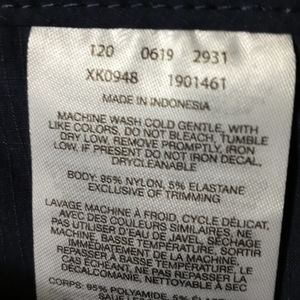 120 0619 2931
XK0948 1901461
MADE IN INDONESIA
MACHINE WASH COLD GENTLE, WITH
LIKE COLORS, DO NOT BLEACH, TUMBLE
DRY LOW, REMOVE PROMPTLY, IRON
LOW, IF PRESENT DO NOT IRON DECAL,
DRYCLEANABLE
BODY: 95% NYLON, 5% ELASTANE
EXCLUSIVE OF TRIMMING
LAVAGE MACHINE À FROID, CYCLE DÉLICAT,
AVEC DES COULEURS SIMILAIRES, NE
PAS UTILISER D'EAU DE JAVEL, SÉCHAGE
MACHINE, BASSE TEMPÉRATURE, SORTIR
IMMÉDIATEMENT DE LA MACHINE,
REPASSER À BASSE TEMPÉRATURE, LE
CAS ÉCHÉANT, NE PAS REPASSER LA
DÉCALCOMANIE, NETTOYABLE À SEC
CORPS: 95% POLYAMIDE, 5% ÉLAST